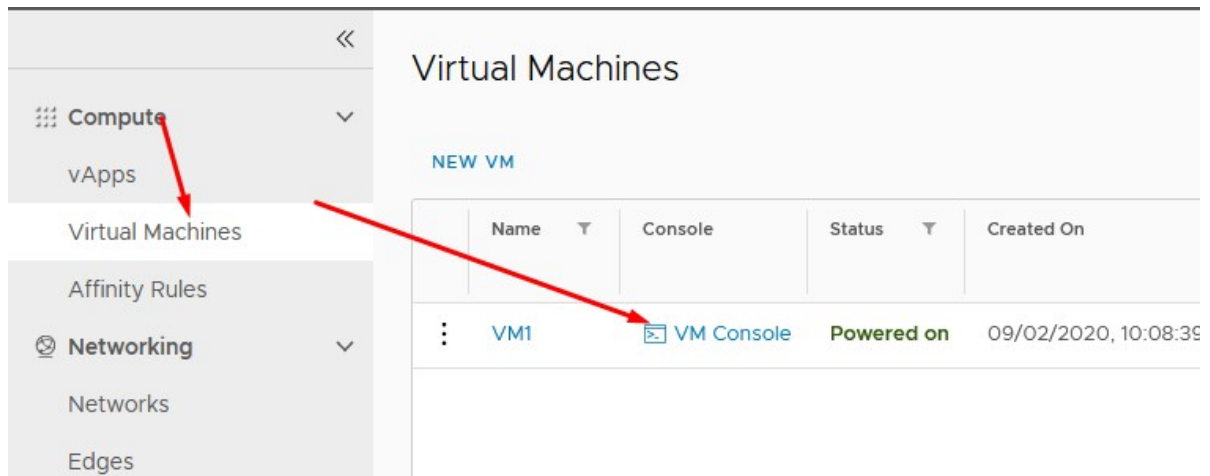 Compute
vApps
Virtual Machines
Affinity Rules
Networking
Networks
Edges
Virtual Machines
NEW VM
Name Console Status Created On
VM1 VM Console Powered on 09/02/2020, 10:08:39